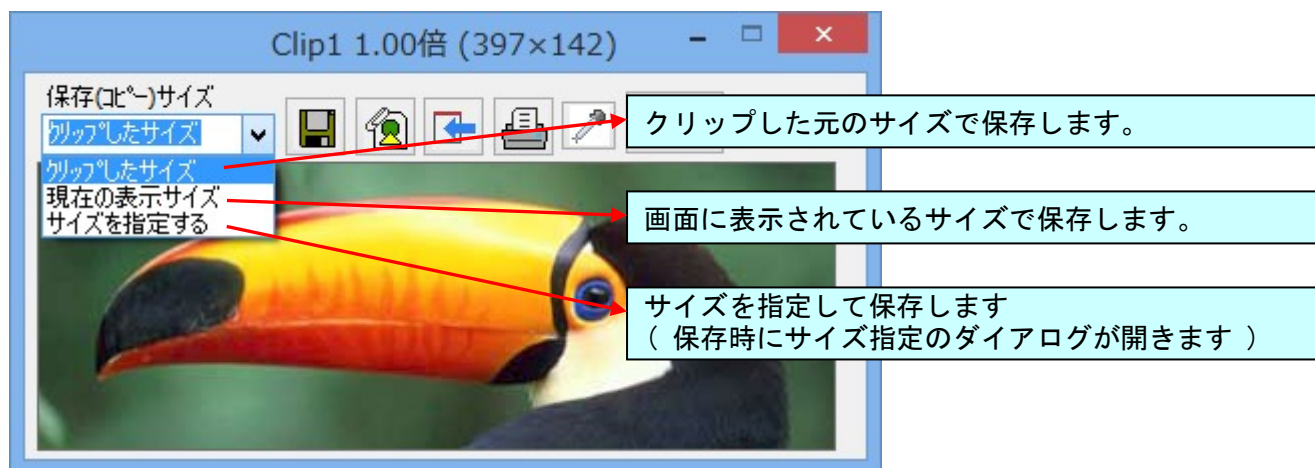 Clip1 1.00倍 (397×142)
保存(ｺﾋﾟｰ)サイズ
ｸﾘｯﾌﾟしたサイズ
ｸﾘｯﾌﾟしたサイズ
現在の表示サイズ
サイズを指定する
クリップした元のサイズで保存します。
画面に表示されているサイズで保存します。
サイズを指定して保存します
（ 保存時にサイズ指定のダイアログが開きます ）